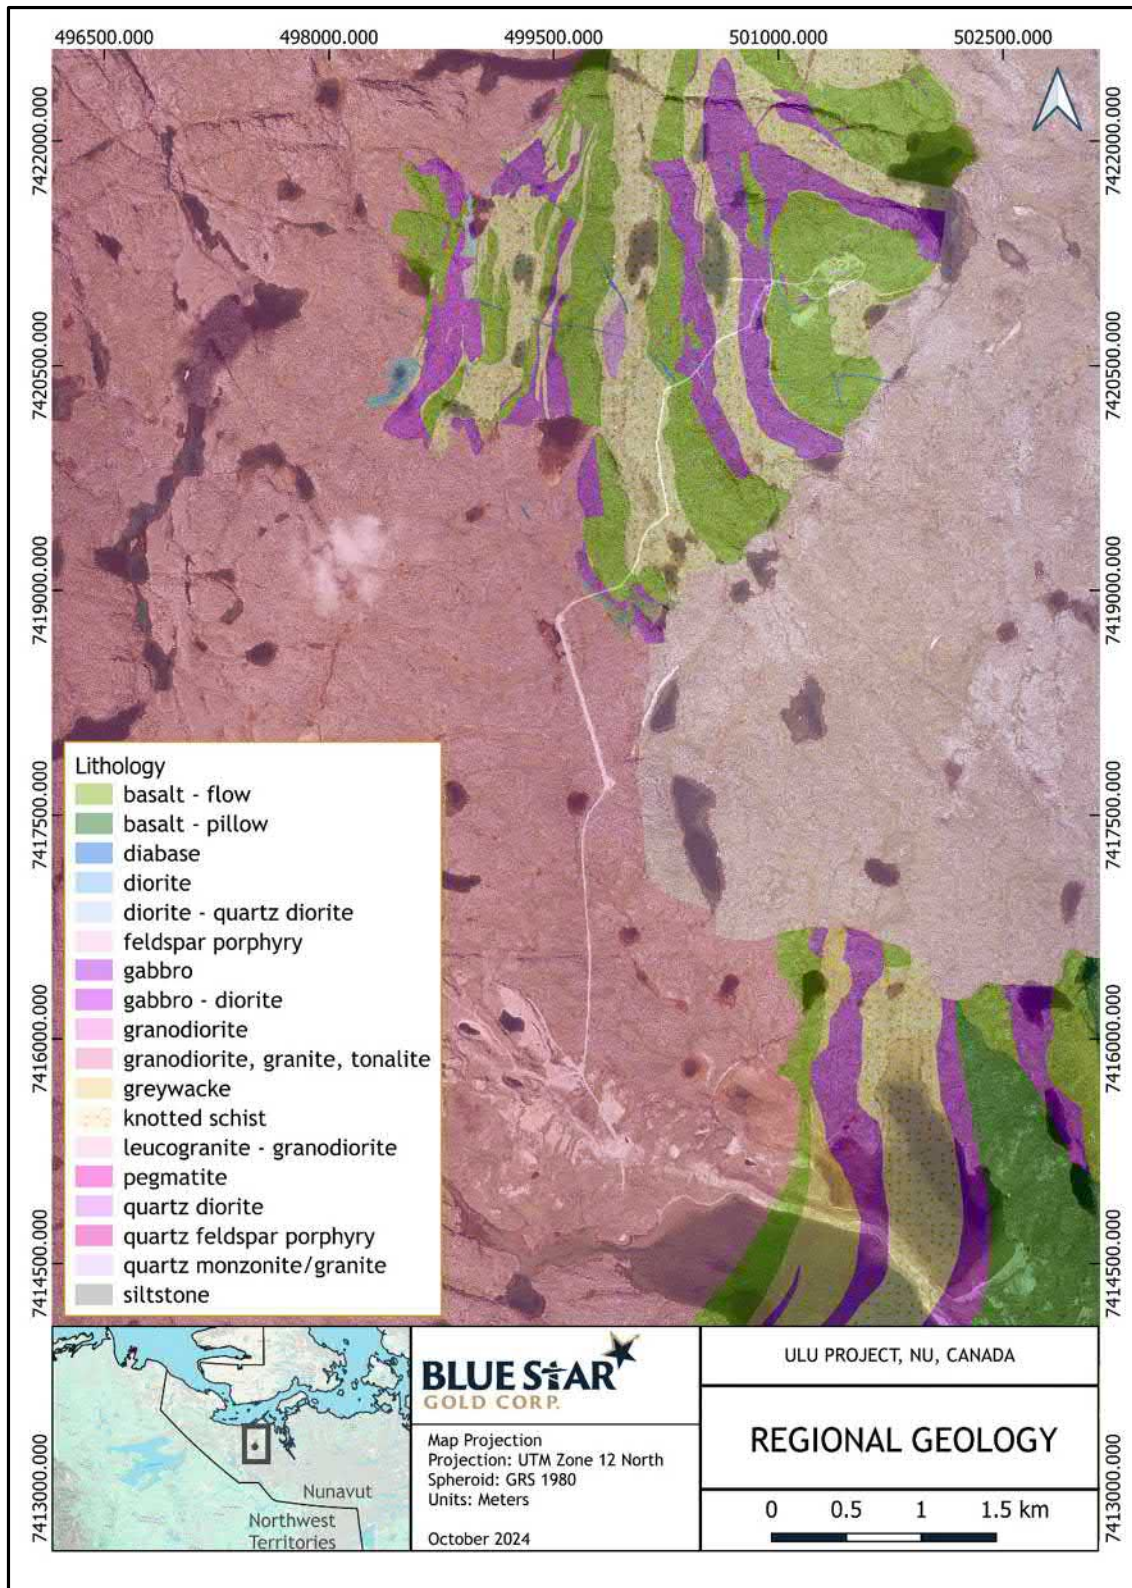 496500.000 498000.000 499500.000 501000.000 502500.000
7422000.000 7422000.000
7420500.000 7420500.000
7419000.000 7419000.000
7417500.000 7417500.000
7416000.000 7416000.000
7414500.000 7414500.000
7413000.000 7413000.000
Lithology
basalt - flow
basalt - pillow
diabase
diorite
diorite - quartz diorite
feldspar porphyry
gabbro
gabbro - diorite
granodiorite
granodiorite, granite, tonalite
greywacke
knotted schist
leucogranite - granodiorite
pegmatite
quartz diorite
quartz feldspar porphyry
quartz monzonite/granite
siltstone
Nunavut
Northwest
Territories
BLUE STAR
GOLD CORP.
Map Projection
Projection: UTM Zone 12 North
Spheroid: GRS 1980
Units: Meters
October 2024
ULU PROJECT, NU, CANADA
REGIONAL GEOLOGY
0 0.5 1 1.5 km